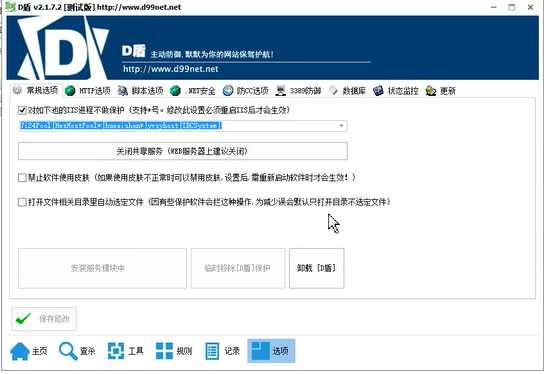 D盾 v2.1.7.2 [测试版] http://www.d99net.net
D盾 主动防御,默默为你的网站保驾护航!
http://www.d99net.net
常规选项 HTTP选项 脚本选项 .NET安全 防CC选项 3389防御 数据库 状态监控 更新
对如下池的IIS进程不做保护(支持*号。修改此设置必须重启IIS后才会生效)
7i24Pool|HwsHostPool*|huweishen*|yvsyhost|IBCSystem|
关闭共享服务 (WEB服务器上建议关闭)
禁止软件使用皮肤(如果使用皮肤不正常时可以禁用皮肤,设置后,需重新启动软件时才会生效!)
打开文件相关目录里自动选定文件(因有些保护软件会拦这种操作,为减少误会默认只打开目录不选定文件)
安装服务模块中..
临时移除[D盾]保护
卸载 [D盾]
保存修改
主页 查杀 工具 规则 记录 选项